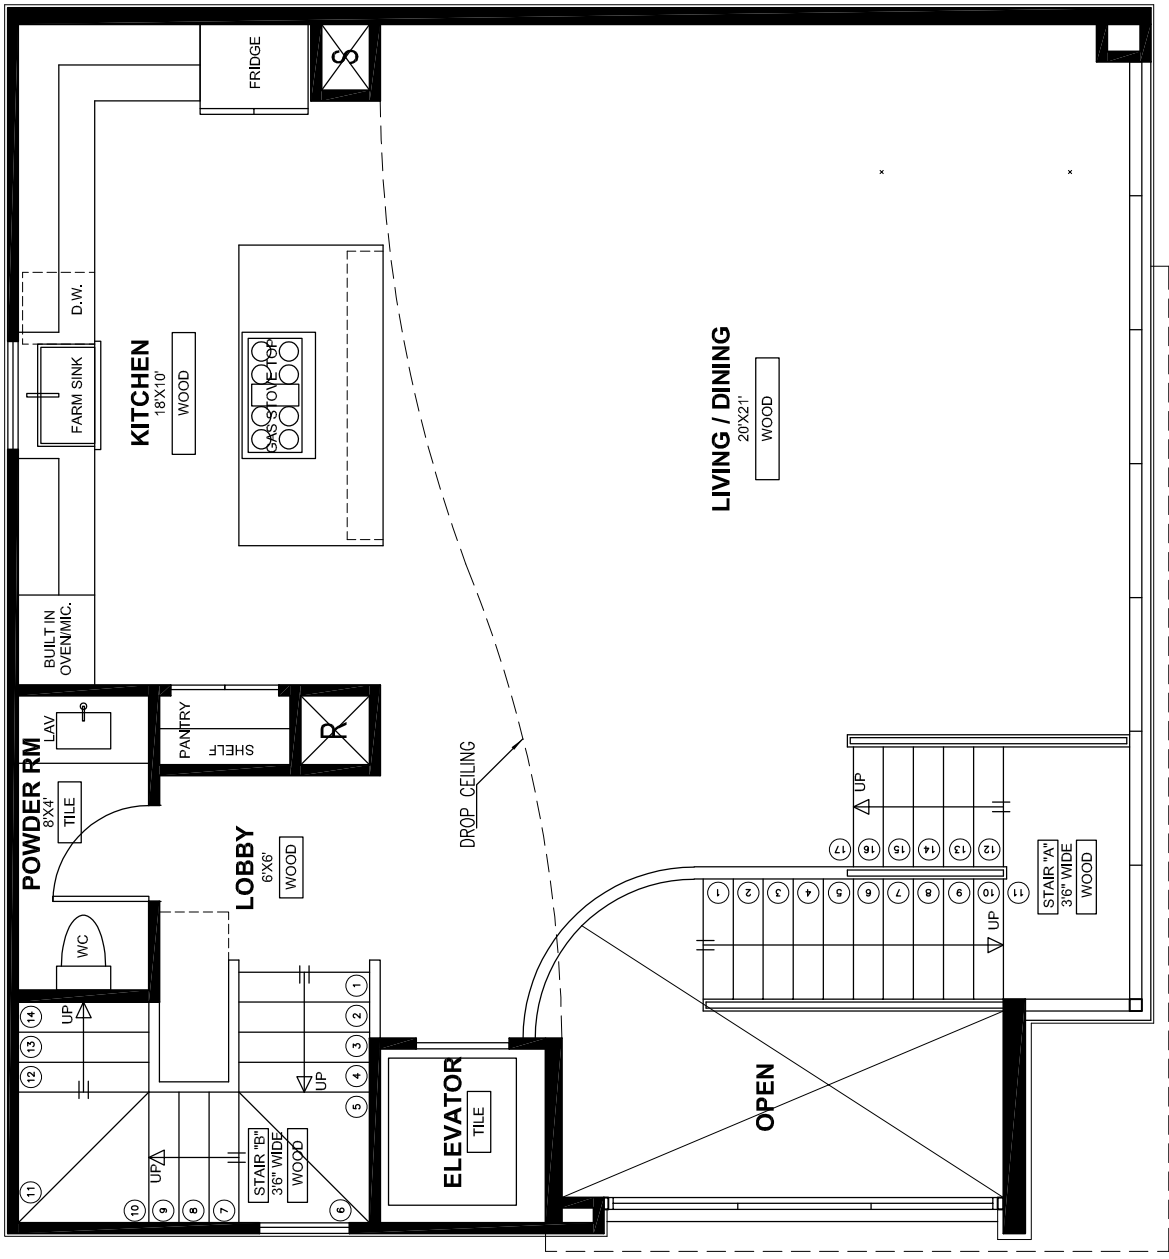 FRIDGE
S
D.W.
FARM SINK
KITCHEN
18'X10'
WOOD
GAS STOVE TOP
BUILT IN
OVEN/MIC.
LIVING / DINING
20'X21'
WOOD
LAV
POWDER RM
8'X4'
TILE
WC
PANTRY
SHELF
R
LOBBY
6'X6'
WOOD
DROP CEILING
UP
17
16
15
14
13
12
STAIR "A"
3'6" WIDE
WOOD
1
2
3
4
5
6
7
8
9
10
11
UP
14
13
12
UP
11
10
9
8
7
6
UP
STAIR "B"
3'6" WIDE
WOOD
1
2
3
4
5
UP
ELEVATOR
TILE
OPEN